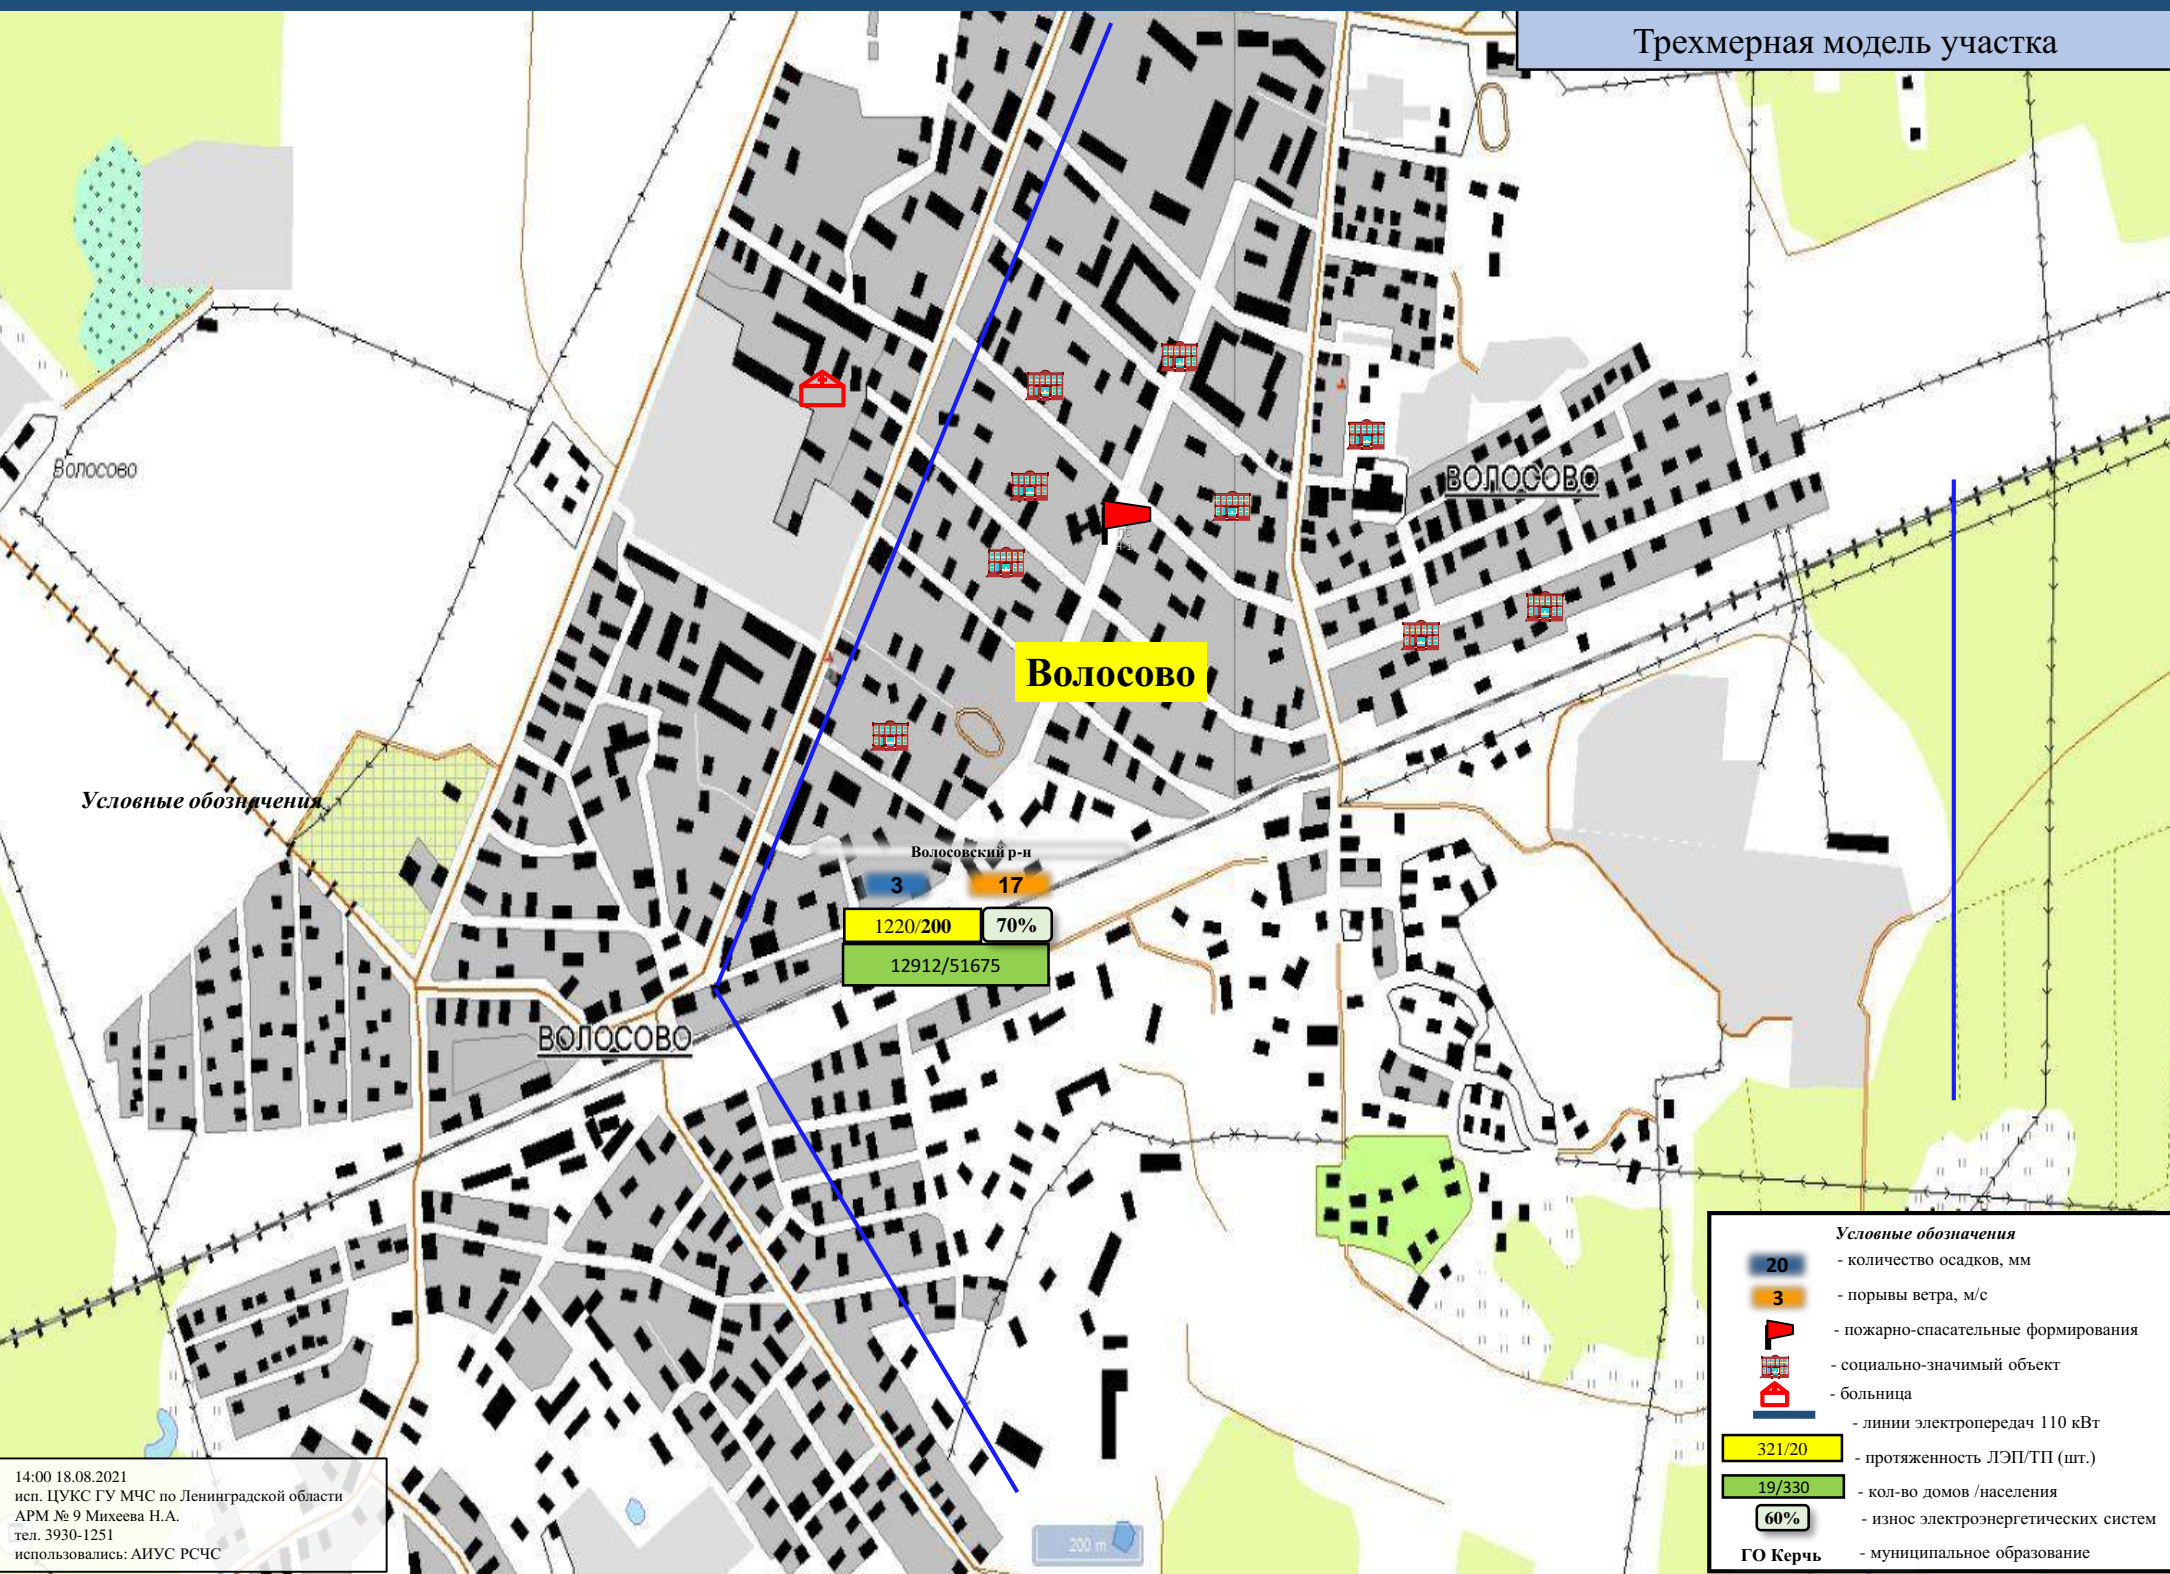 Трехмерная модель участка
Волосово
ВОЛОСОВО
Волосово
Условные обозначения
Волосовский р-н
3
17
1220/200
70%
12912/51675
ВОЛОСОВО
Условные обозначения
20
- количество осадков, мм
3
- порывы ветра, м/с
- пожарно-спасательные формирования
- социально-значимый объект
- больница
- линии электропередач 110 кВт
321/20
- протяженность ЛЭП/ТП (шт.)
19/330
- кол-во домов /населения
60%
- износ электроэнергетических систем
ГО Керчь
- муниципальное образование
14:00 18.08.2021
исп. ЦУКС ГУ МЧС по Ленинградской области
АРМ № 9 Михеева Н.А.
тел. 3930-1251
использовались: АИУС РСЧС
200 m